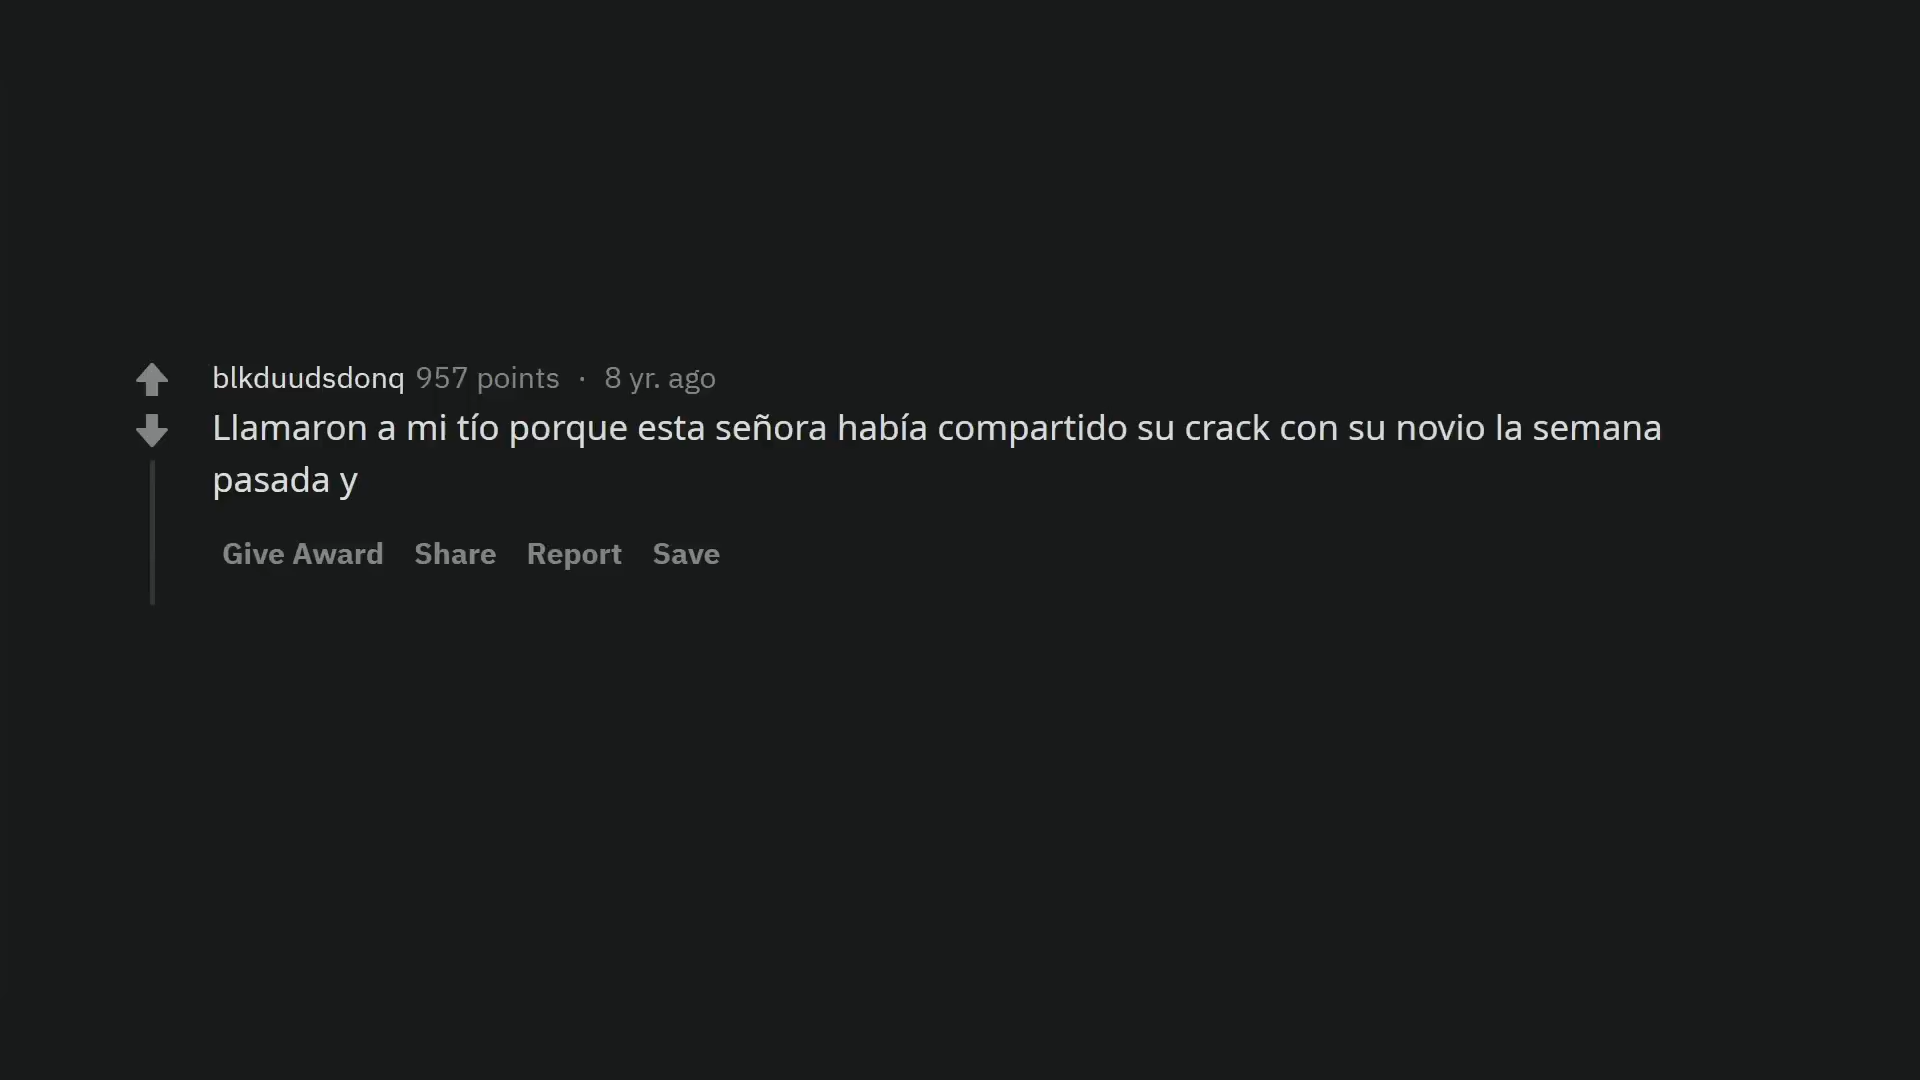 blkduudsdonq 957 points · 8 yr. ago
Llamaron a mi tío porque esta señora había compartido su crack con su novio la semana
pasada y
Give Award Share Report Save